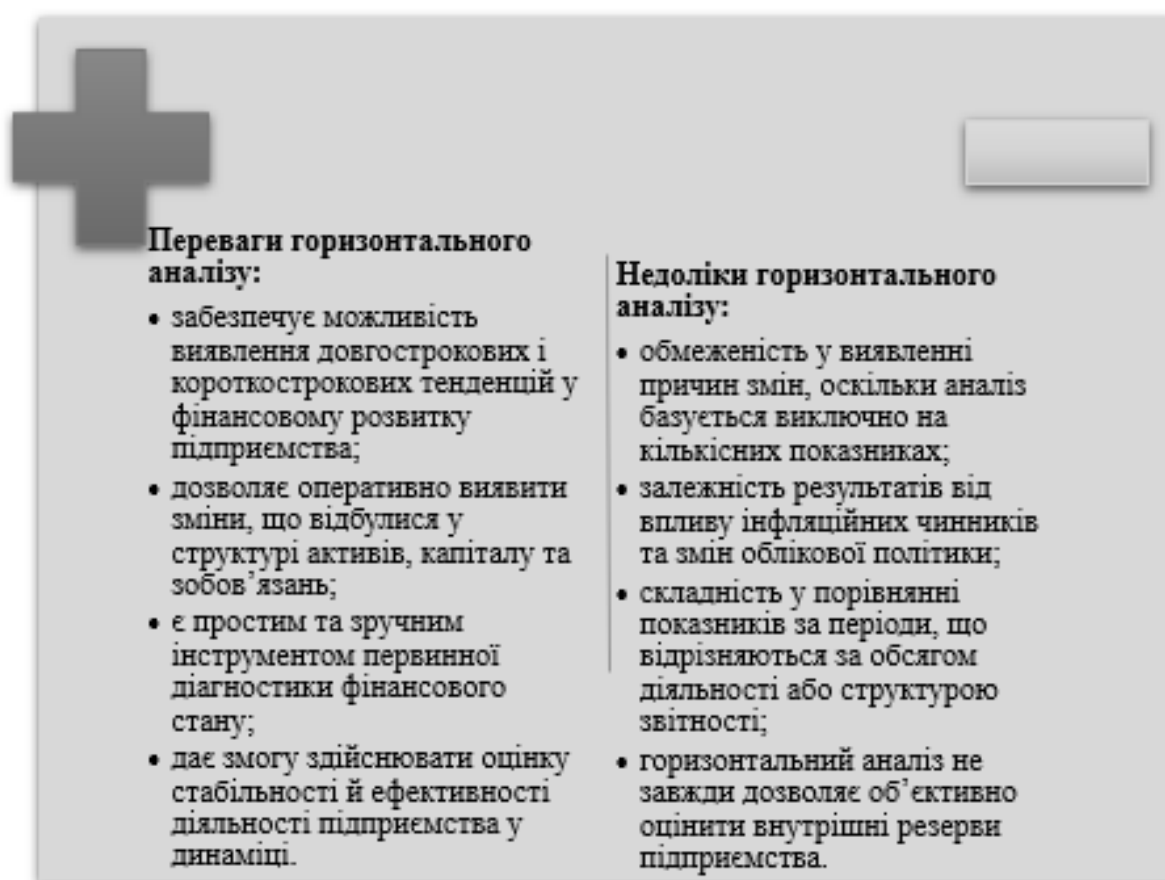 Переваги горизонтального
аналізу:
• забезпечує можливість
виявлення довгострокових і
короткострокових тенденцій у
фінансовому розвитку
підприємства;
• дозволяє оперативно виявити
зміни, що відбулися у
структурі активів, капіталу та
зобов’язань;
• є простим та зручним
інструментом первинної
діагностики фінансового
стану;
• дає змогу здійснювати оцінку
стабільності й ефективності
діяльності підприємства у
динаміці.
Недоліки горизонтального
аналізу:
• обмеженість у виявленні
причин змін, оскільки аналіз
базується виключно на
кількісних показниках;
• залежність результатів від
впливу інфляційних чинників
та змін облікової політики;
• складність у порівнянні
показників за періоди, що
відрізняються за обсягом
діяльності або структурою
звітності;
• горизонтальний аналіз не
завжди дозволяє об’єктивно
оцінити внутрішні резерви
підприємства.